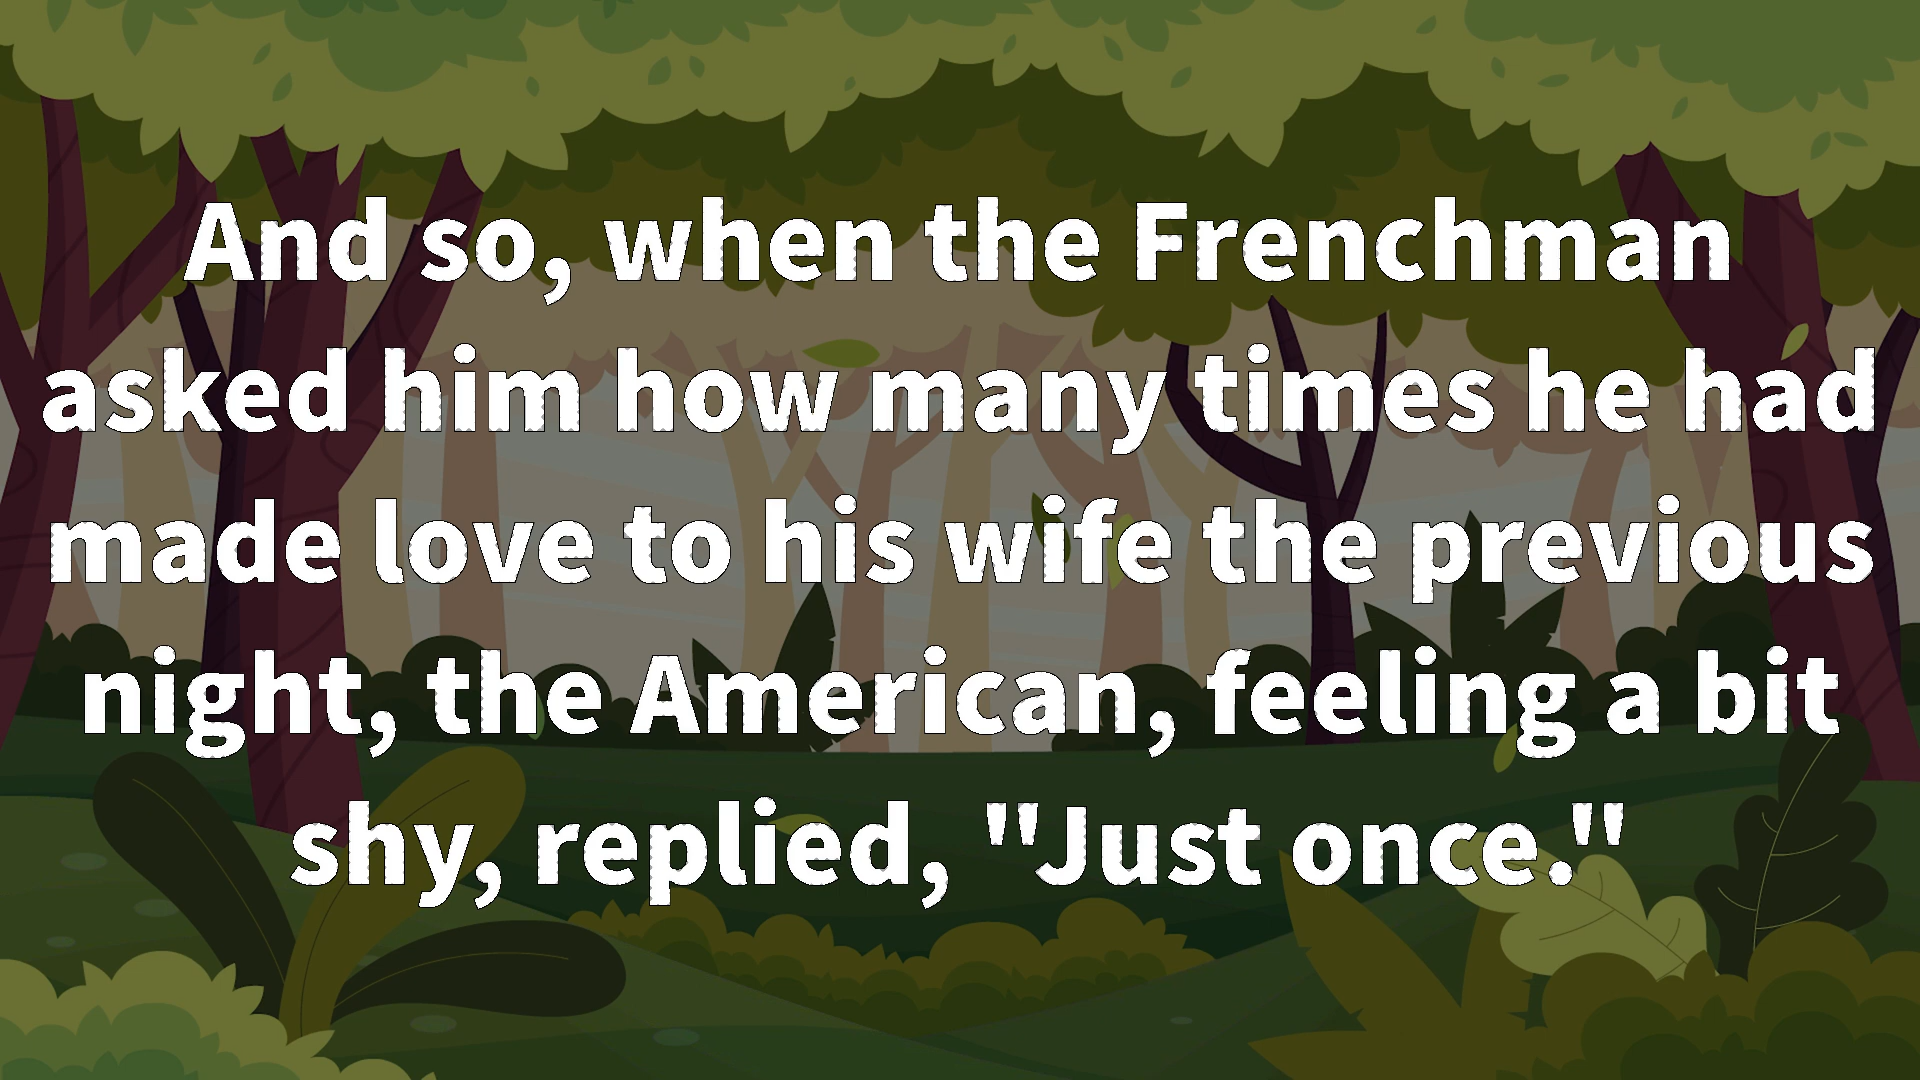 And so, when the Frenchman
asked him how many times he had
made love to his wife the previous
night, the American, feeling a bit
shy, replied, "Just once."